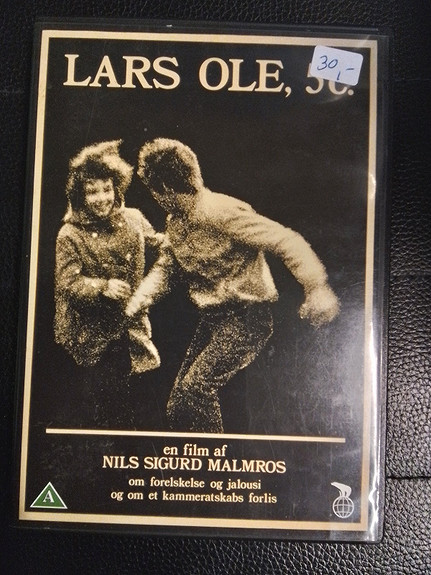 LARS OLE,
30,-
en film af
NILS SIGURD MALMROS
om forelskelse og jalousi
og om et kammeratskabs forlis
A